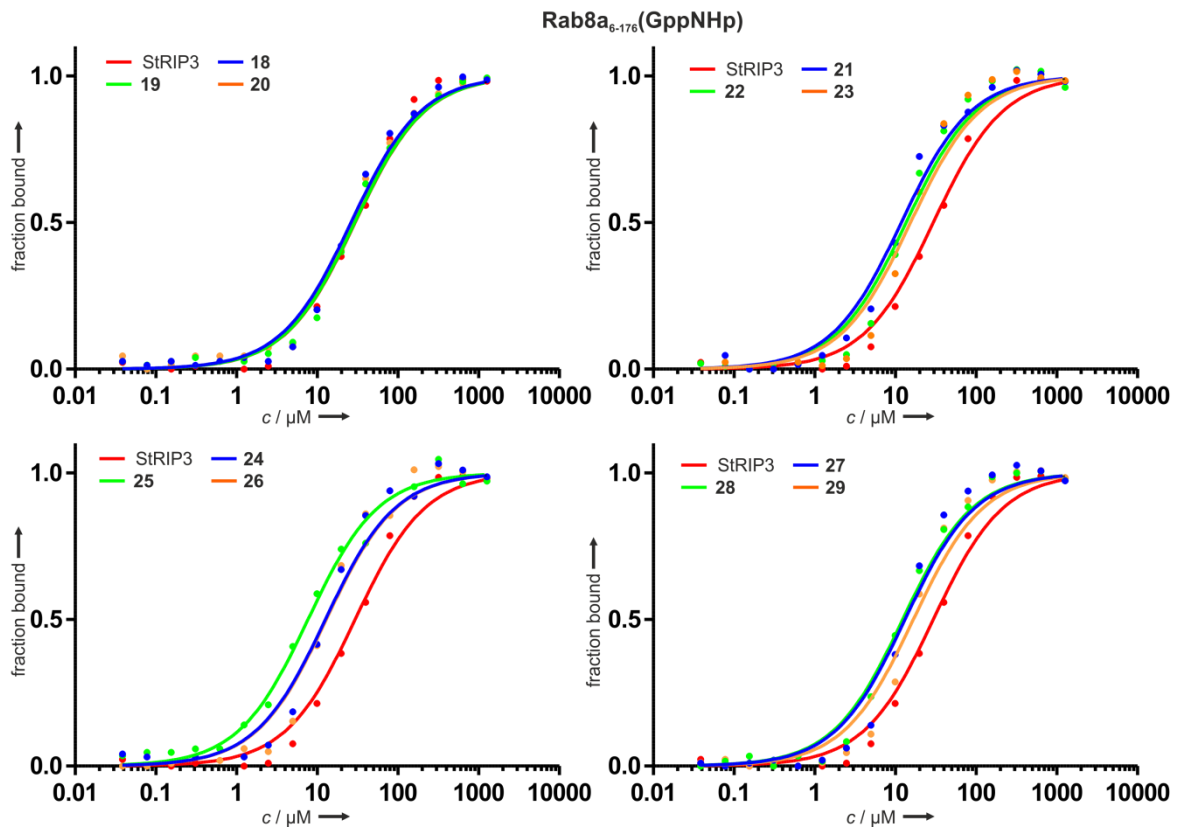 Rab8a₆₋₁₇₆(GppNHp)
StRIP3 18
19 20
1.0
0.5
0.0
fraction bound
0.01 0.1 1 10 100 1000 10000
c / µM
StRIP3 21
22 23
1.0
0.5
0.0
fraction bound
0.01 0.1 1 10 100 1000 10000
c / µM
StRIP3 24
25 26
1.0
0.5
0.0
fraction bound
0.01 0.1 1 10 100 1000 10000
c / µM
StRIP3 27
28 29
1.0
0.5
0.0
fraction bound
0.01 0.1 1 10 100 1000 10000
c / µM